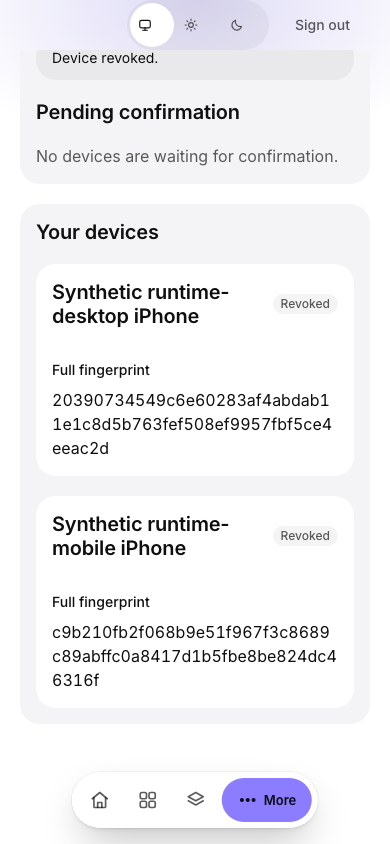 Sign out
Device revoked.
Pending confirmation
No devices are waiting for confirmation.
Your devices
Synthetic runtime-
desktop iPhone
Revoked
Full fingerprint
20390734549c6e60283af4abdab1
1e1c8d5b763fef508ef9957fbf5ce4
eeac2d
Synthetic runtime-
mobile iPhone
Revoked
Full fingerprint
c9b210fb2f068b9e51f967f3c8689
c89abffc0a8417d1b5fbe8be824dc4
6316f
More